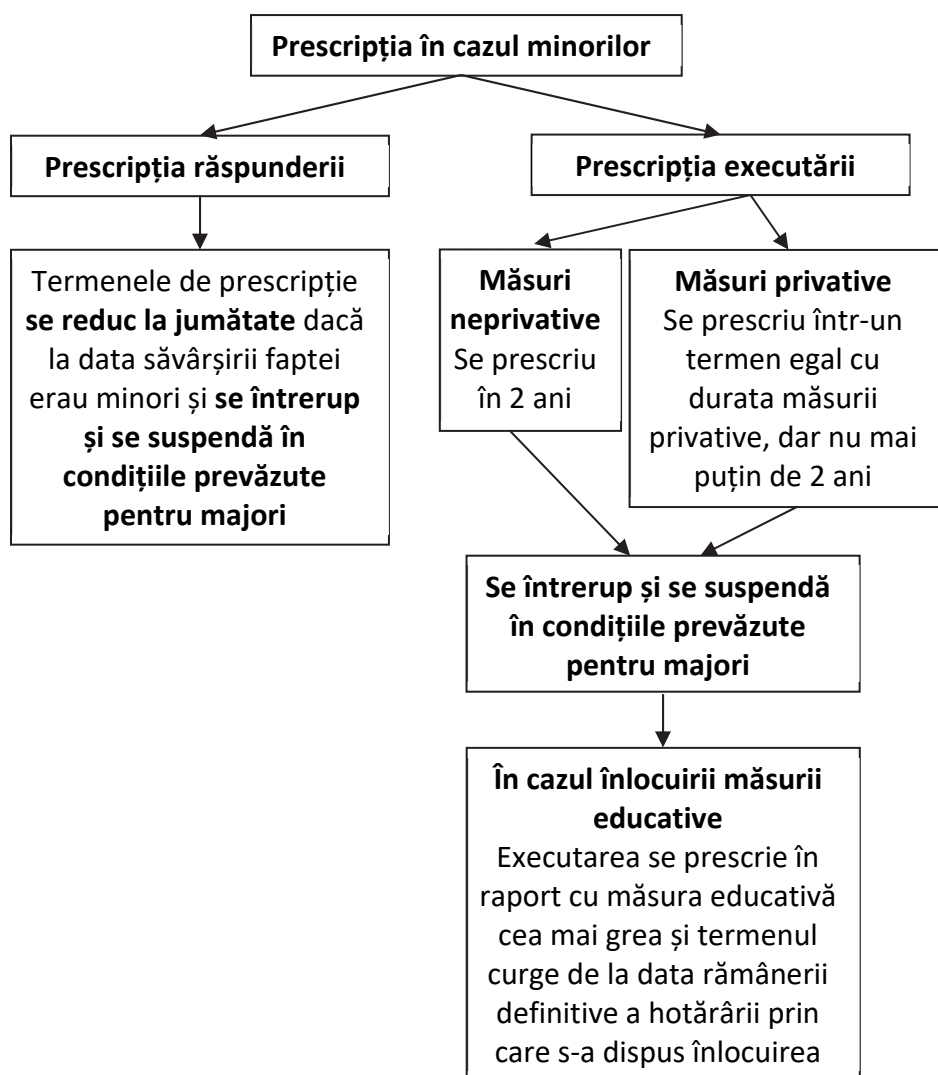 Prescripția în cazul minorilor
Prescripția răspunderii
Prescripția executării
Termenele de prescripție
se reduc la jumătate dacă
la data săvârșirii faptei
erau minori și se întrerup
și se suspendă în
condițiile prevăzute
pentru majori
Măsuri
neprivative
Se prescriu
în 2 ani
Măsuri privative
Se prescriu într-un
termen egal cu
durata măsurii
privative, dar nu mai
puțin de 2 ani
Se întrerup și se suspendă
în condițiile prevăzute
pentru majori
În cazul înlocuirii măsurii
educative
Executarea se prescrie în
raport cu măsura educativă
cea mai grea și termenul
curge de la data rămânerii
definitive a hotărârii prin
care s-a dispus înlocuirea